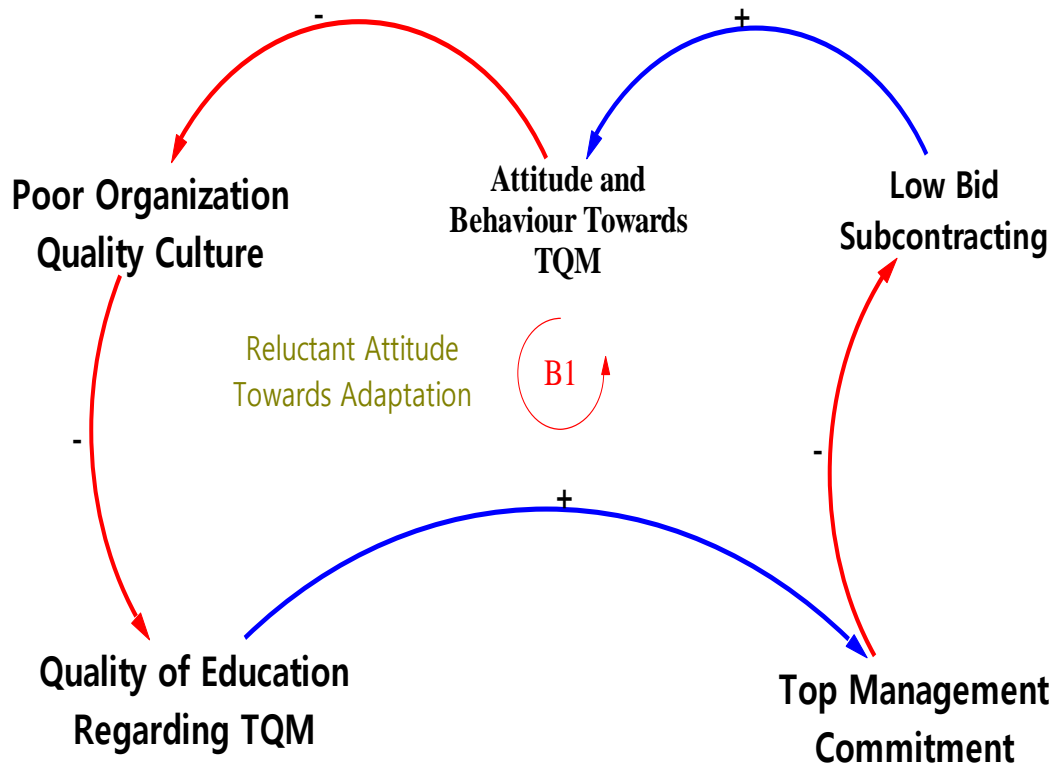 -
+
Poor Organization
Quality Culture
Attitude and
Behaviour Towards
TQM
Low Bid
Subcontracting
Reluctant Attitude
Towards Adaptation
B1
-
-
+
Quality of Education
Regarding TQM
Top Management
Commitment